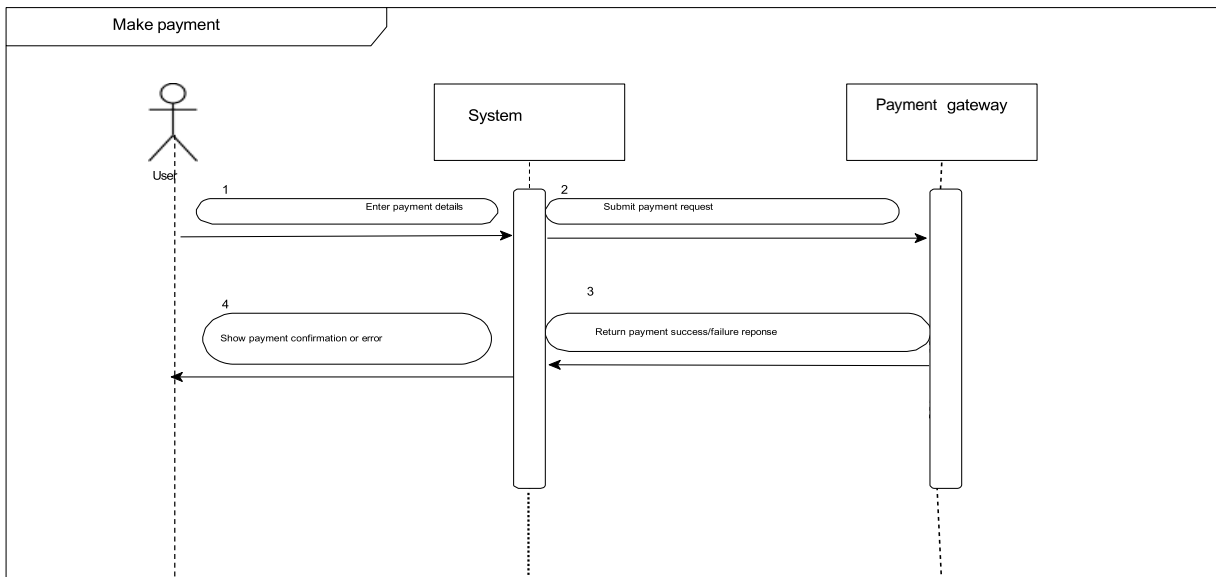 Make payment
System
Payment gateway
User
1
2
Enter payment details
Submit payment request
3
4
Return payment success/failure reponse
Show payment confirmation or error